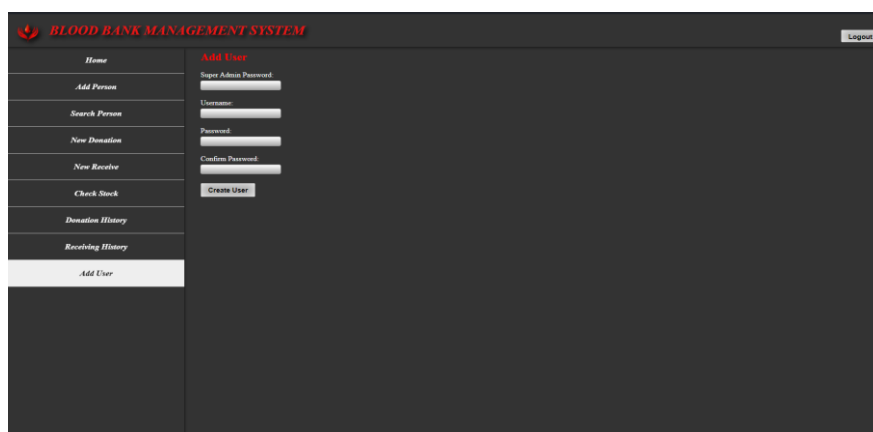 BLOOD BANK MANAGEMENT SYSTEM
Logout
Home
Add Person
Search Person
New Donation
New Receive
Check Stock
Donation History
Receiving History
Add User
Add User
Super Admin Password:
Username:
Password:
Confirm Password:
Create User